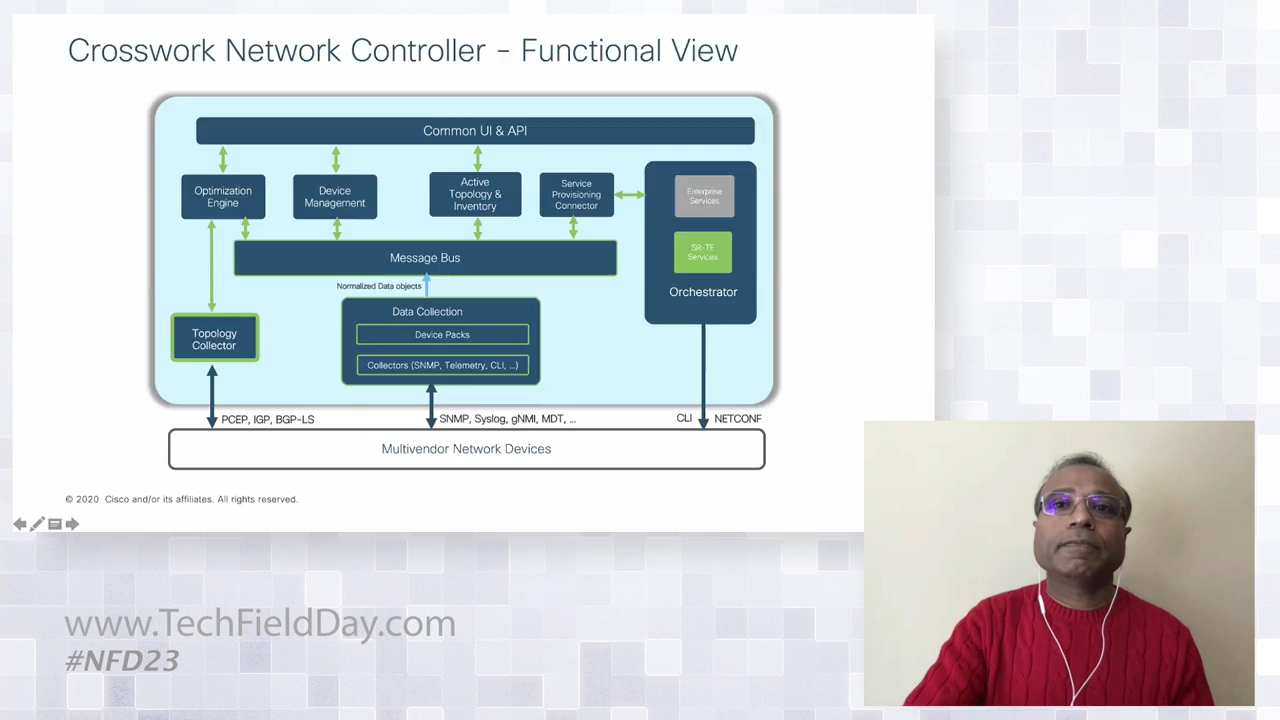 Crosswork Network Controller - Functional View
Common UI & API
Optimization
Engine
Device
Management
Active
Topology &
Inventory
Service
Provisioning
Connector
Enterprise
Services
SR-TE
Services
Orchestrator
Message Bus
Normalized Data objects
Data Collection
Device Packs
Collectors (SNMP, Telemetry, CLI, ...)
Topology
Collector
PCEP, IGP, BGP-LS
SNMP, Syslog, gNMI, MDT, ...
CLI
NETCONF
Multivendor Network Devices
© 2020 Cisco and/or its affiliates. All rights reserved.
www.TechFieldDay.com
#NFD23